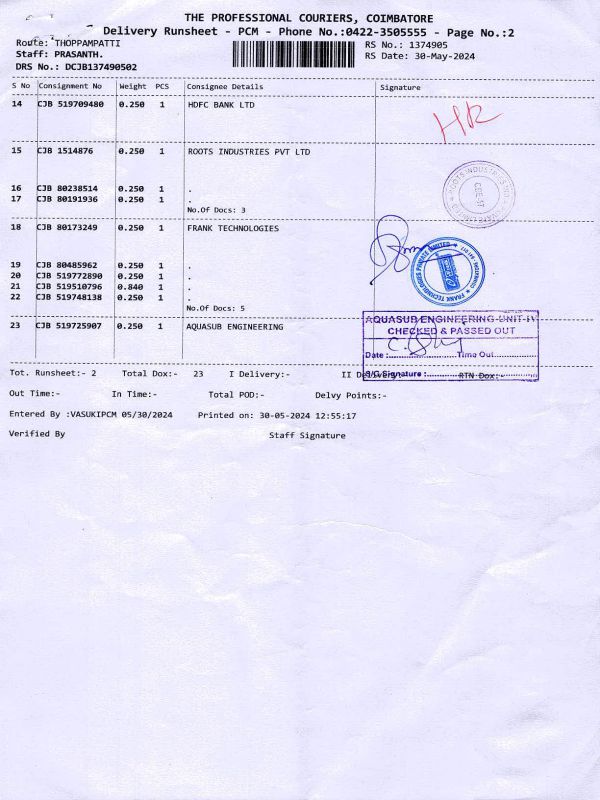 THE PROFESSIONAL COURIERS, COIMBATORE
Delivery Runsheet - PCM - Phone No.:0422-3505555 - Page No.:2
Route: THOPPAMPATTI RS No.: 1374905
Staff: PRASANTH. RS Date: 30-May-2024
DRS No.: DCJB137490502
S No Consignment No Weight PCS Consignee Details Signature
14 CJB 519709480 0.250 1 HDFC BANK LTD
15 CJB 1514876 0.250 1 ROOTS INDUSTRIES PVT LTD
16 CJB 80238514 0.250 1 .
17 CJB 80191936 0.250 1 .
No.Of Docs: 3
18 CJB 80173249 0.250 1 FRANK TECHNOLOGIES
19 CJB 80485962 0.250 1 .
20 CJB 519772890 0.250 1 .
21 CJB 519510796 0.840 1 .
22 CJB 519748138 0.250 1 .
No.Of Docs: 5
23 CJB 519725907 0.250 1 AQUASUB ENGINEERING
AQUASUB ENGINEERING-UNIT-IV
CHECKED & PASSED OUT
Date : Time Out
S/G Signature :
Tot. Runsheet:- 2 Total Dox:- 23 I Delivery:- II Delivery:- RTN Dox:-
Out Time:- In Time:- Total POD:- Delvy Points:-
Entered By :VASUKIPCM 05/30/2024 Printed on: 30-05-2024 12:55:17
Verified By Staff Signature